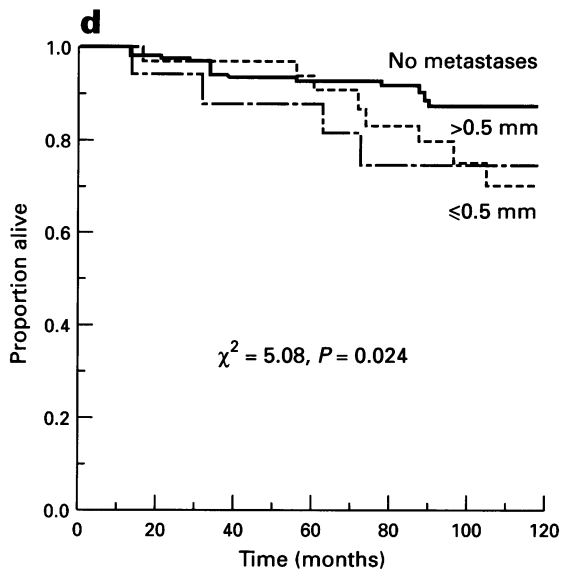 d
1.0
0.8
0.6
0.4
0.2
0.0
Proportion alive
No metastases
>0.5 mm
⩽0.5 mm
χ² = 5.08, P = 0.024
0 20 40 60 80 100 120
Time (months)